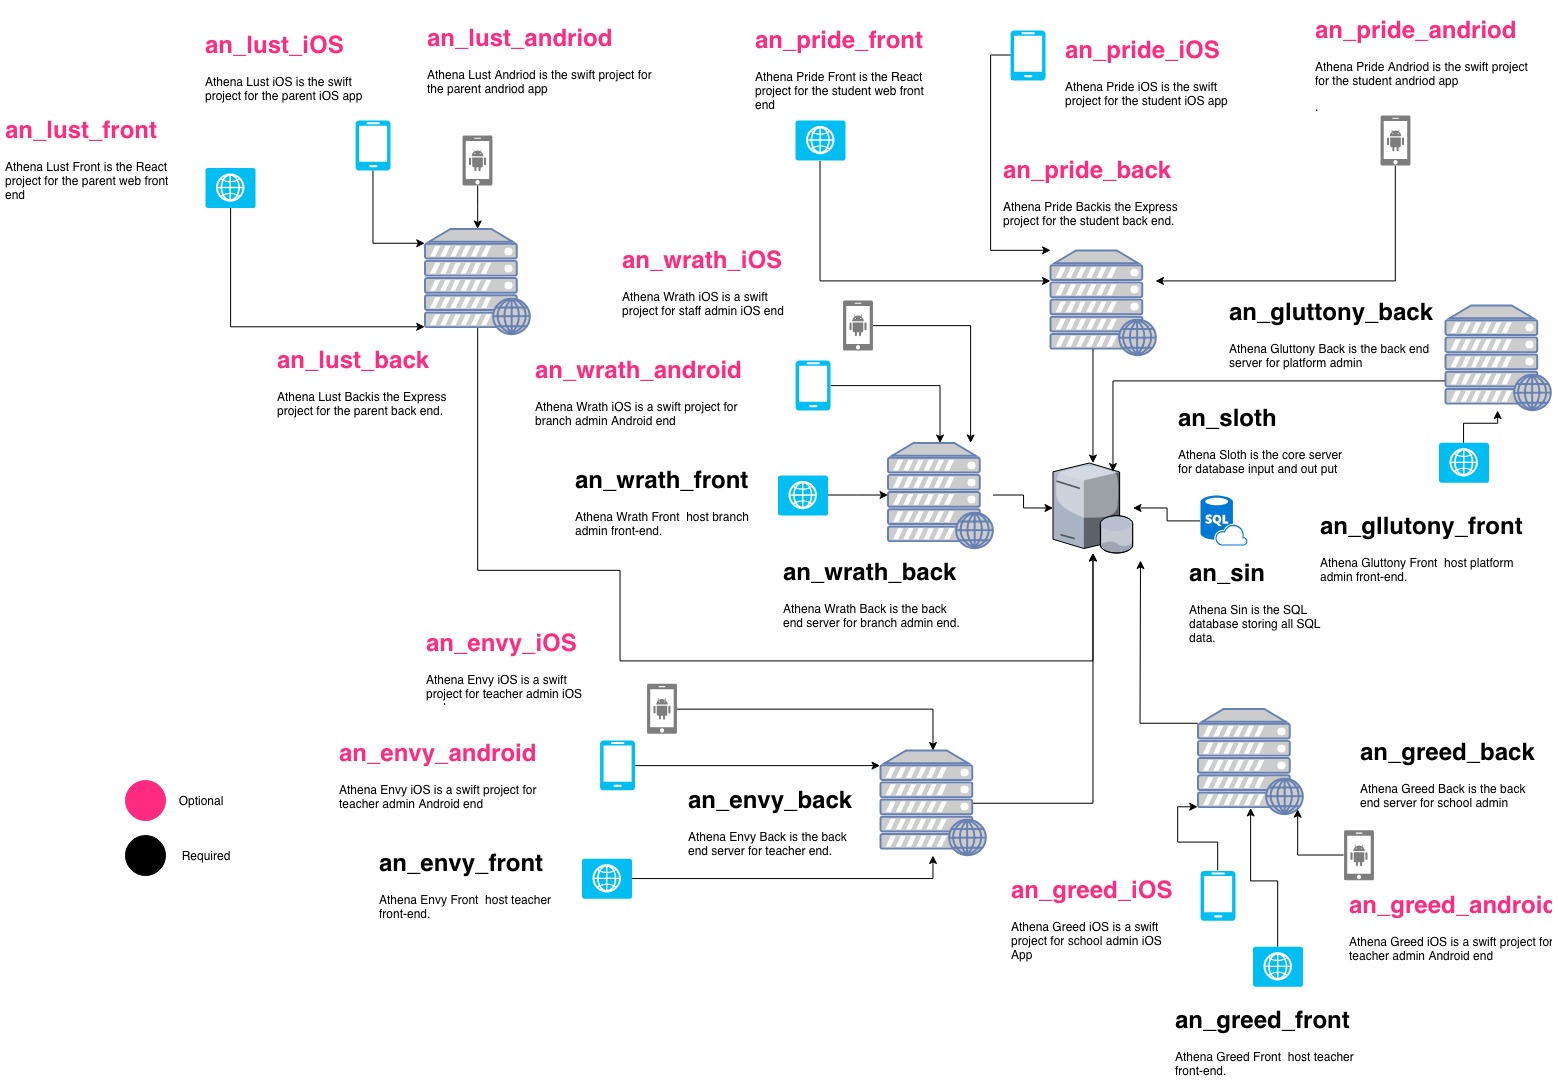 an_lust_iOS
Athena Lust iOS is the swift
project for the parent iOS app
an_lust_andriod
Athena Lust Andriod is the swift project for
the parent andriod app
an_pride_front
Athena Pride Front is the React
project for the student web front
end
an_pride_iOS
Athena Pride iOS is the swift
project for the student iOS app
an_pride_andriod
Athena Pride Andriod is the swift project
for the student andriod app
.
an_lust_front
Athena Lust Front is the React
project for the parent web front
end
an_pride_back
Athena Pride Backis the Express
project for the student back end.
an_wrath_iOS
Athena Wrath iOS is a swift
project for staff admin iOS end
an_gluttony_back
Athena Gluttony Back is the back end
server for platform admin
an_lust_back
Athena Lust Backis the Express
project for the parent back end.
an_wrath_android
Athena Wrath iOS is a swift project for
branch admin Android end
an_sloth
Athena Sloth is the core server
for database input and out put
an_wrath_front
Athena Wrath Front host branch
admin front-end.
SQL
an_gllutony_front
Athena Gluttony Front host platform
admin front-end.
an_wrath_back
Athena Wrath Back is the back
end server for branch admin end.
an_sin
Athena Sin is the SQL
database storing all SQL
data.
an_envy_iOS
Athena Envy iOS is a swift
project for teacher admin iOS
an_envy_android
Athena Envy iOS is a swift project for
teacher admin Android end
an_envy_back
Athena Envy Back is the back
end server for teacher end.
an_greed_back
Athena Greed Back is the back
end server for school admin
Optional
Required
an_envy_front
Athena Envy Front host teacher
front-end.
an_greed_iOS
Athena Greed iOS is a swift
project for school admin iOS
App
an_greed_android
Athena Greed iOS is a swift project for
teacher admin Android end
an_greed_front
Athena Greed Front host teacher
front-end.